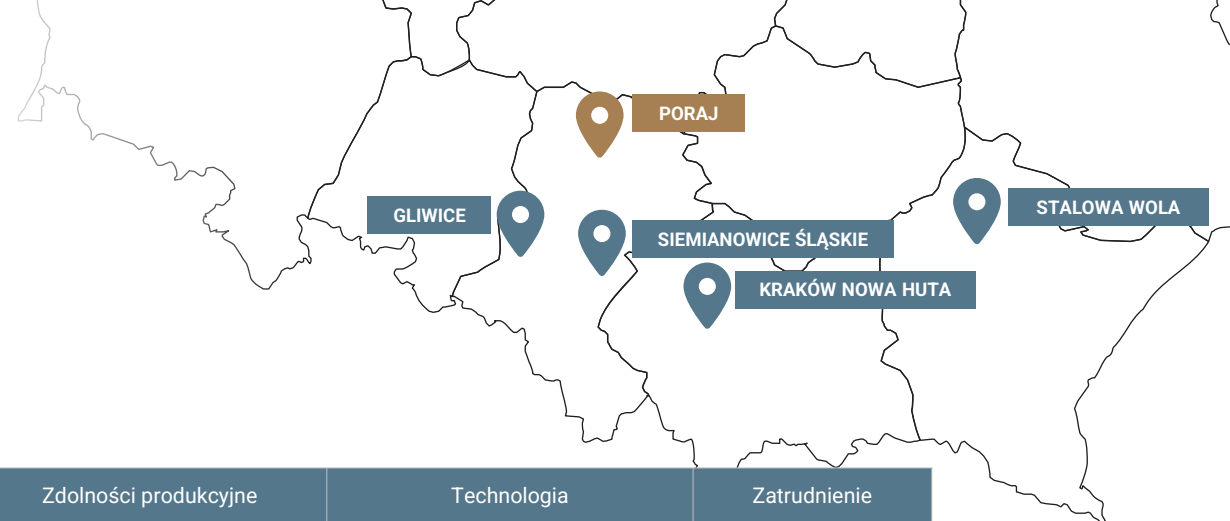 PORAJ
GLIWICE
STALOWA WOLA
SIEMIANOWICE ŚLĄSKIE
KRAKÓW NOWA HUTA
Zdolności produkcyjne
Technologia
Zatrudnienie